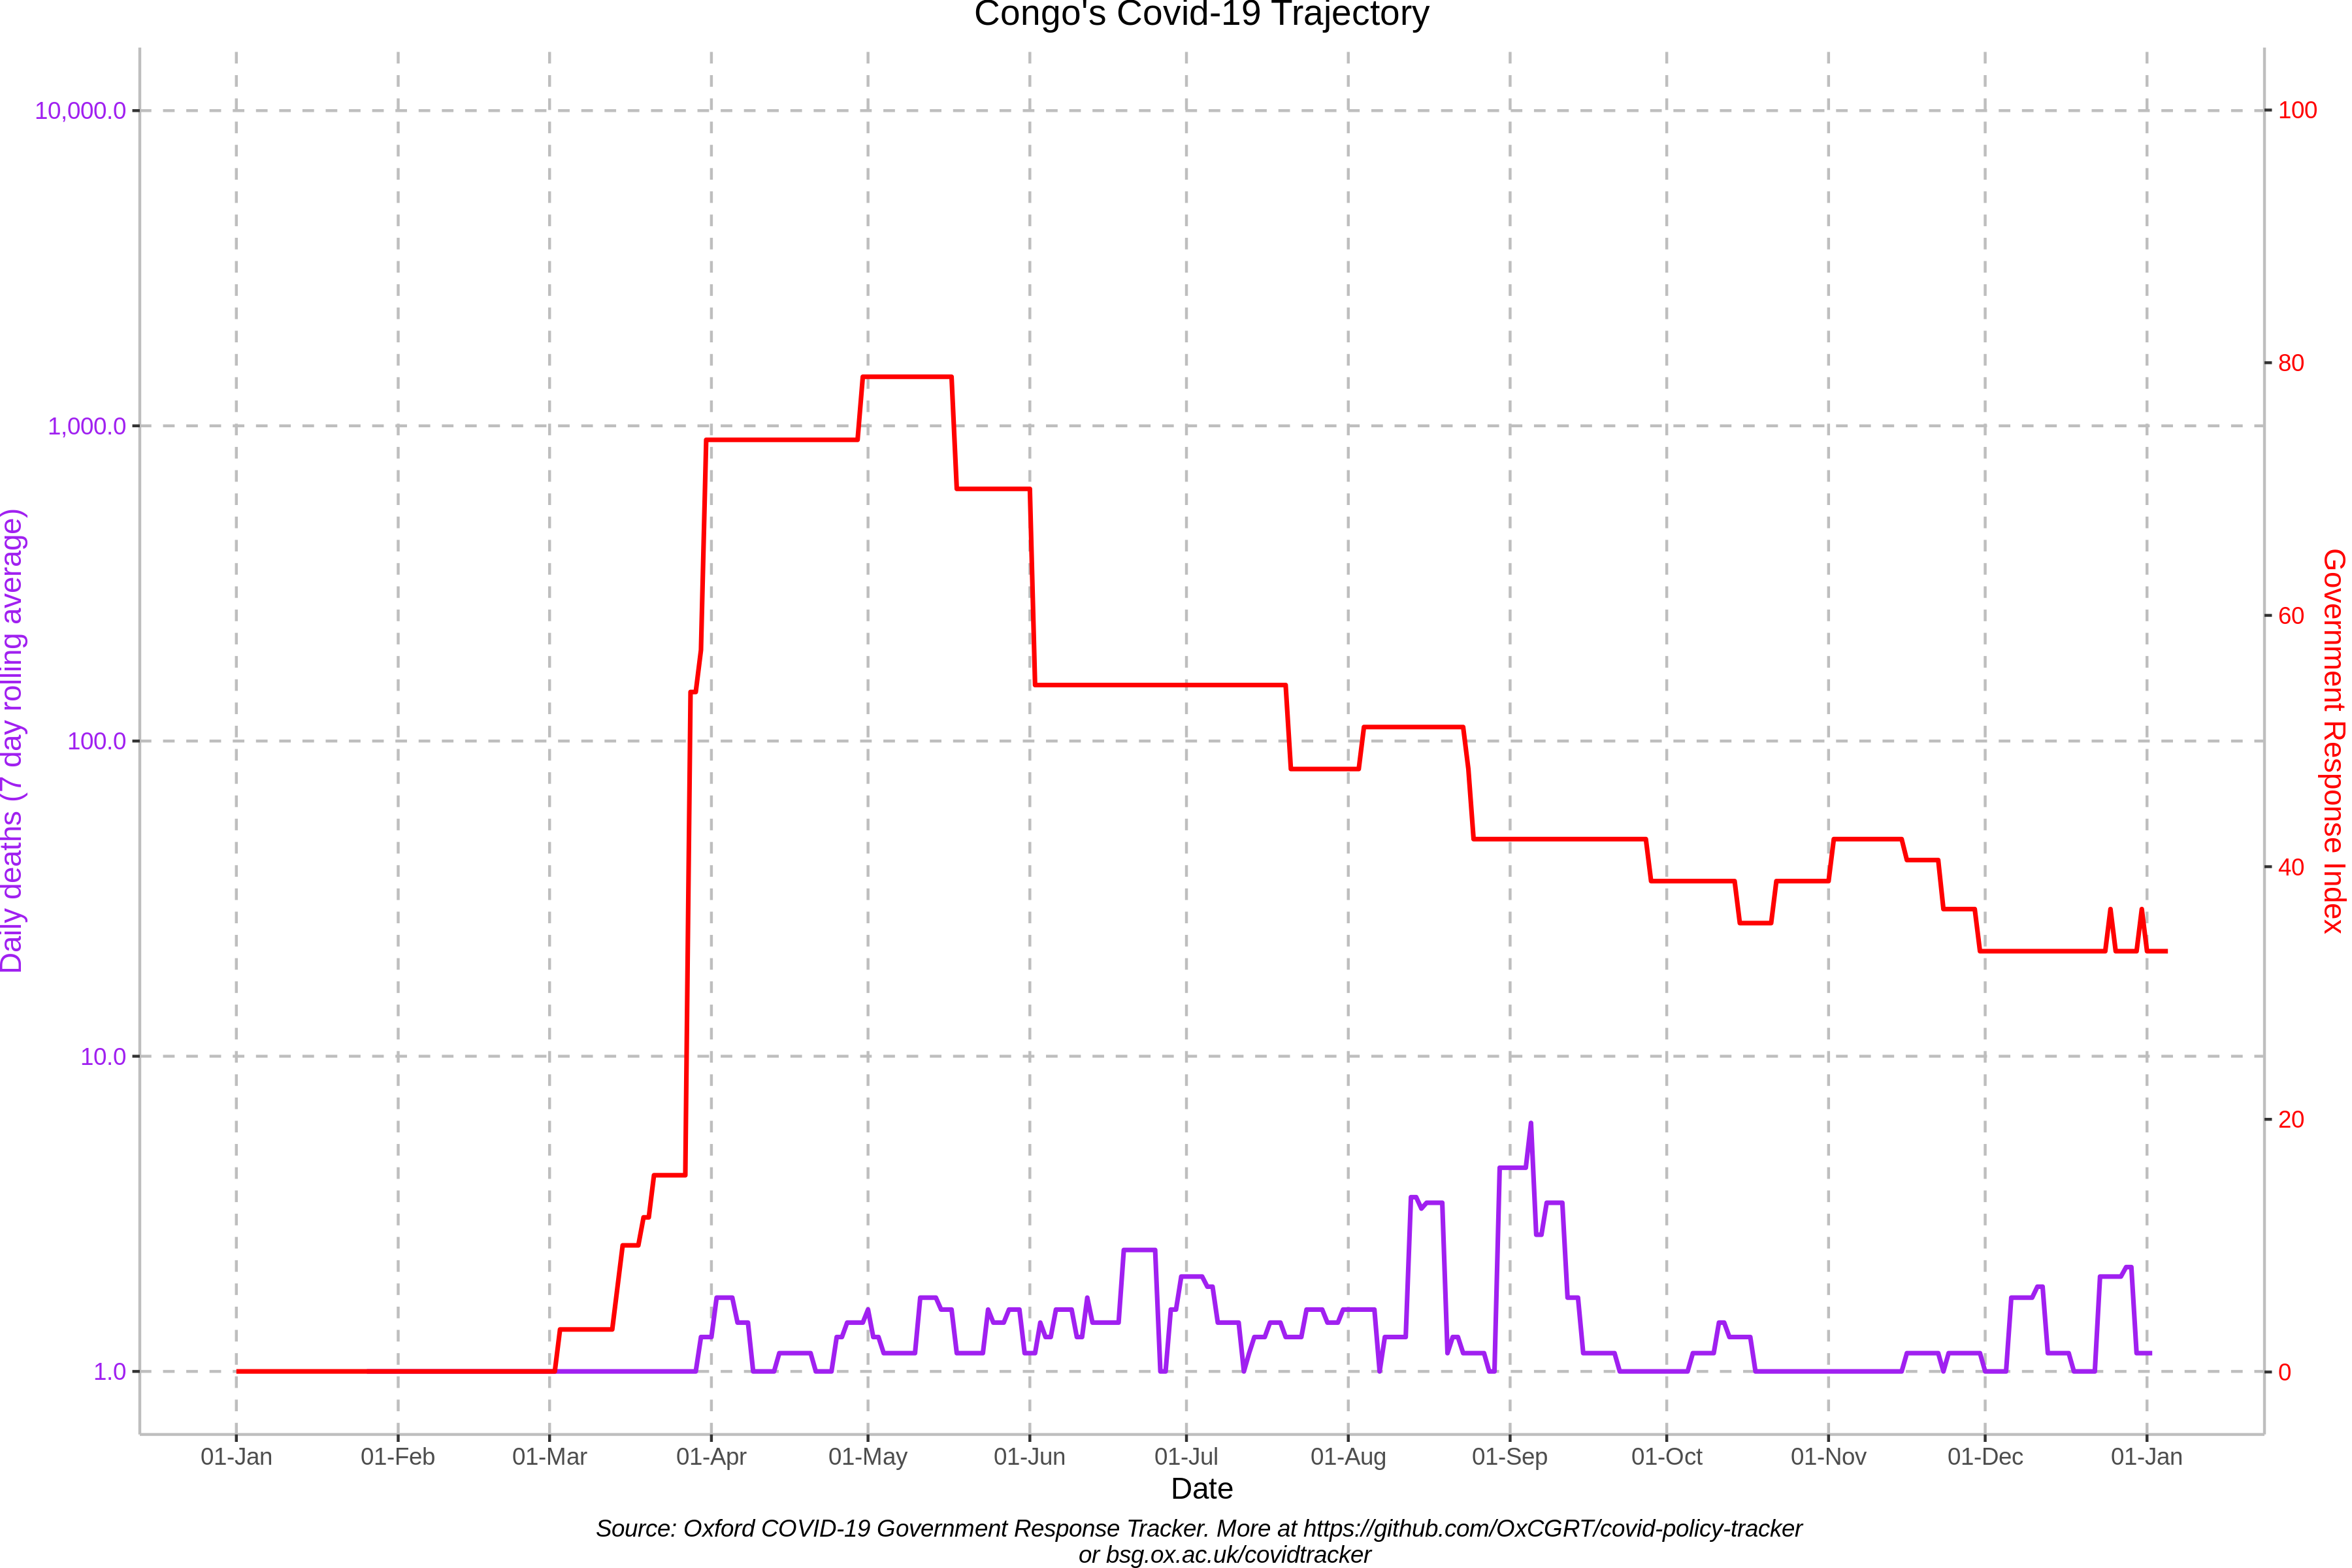 Congo's Covid-19 Trajectory
10,000.0
1,000.0
100.0
10.0
1.0
Daily deaths (7 day rolling average)
100
80
60
40
20
0
Government Response Index
01-Jan 01-Feb 01-Mar 01-Apr 01-May 01-Jun 01-Jul 01-Aug 01-Sep 01-Oct 01-Nov 01-Dec 01-Jan
Date
Source: Oxford COVID-19 Government Response Tracker. More at https://github.com/OxCGRT/covid-policy-tracker
or bsg.ox.ac.uk/covidtracker